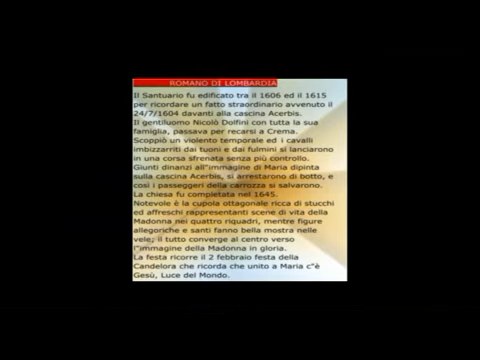 ROMANO DI LOMBARDIA
Il Santuario fu edificato tra il 1606 ed il 1615
per ricordare un fatto straordinario avvenuto il
24/7/1604 davanti alla cascina Acerbis.
Il gentiluomo Nicolò Dolfini con tutta la sua
famiglia, passava per recarsi a Crema.
Scoppiò un violento temporale ed i cavalli
imbizzarriti dai tuoni e dai fulmini si lanciarono
in una corsa sfrenata senza più controllo.
Giunti dinanzi all"immagine di Maria dipinta
sulla cascina Acerbis, si arrestarono di botto, e
così i passeggeri della carrozza si salvarono.
La chiesa fu completata nel 1645.
Notevole è la cupola ottagonale ricca di stucchi
ed affreschi rappresentanti scene di vita della
Madonna nei quattro riquadri, mentre figure
allegoriche e santi fanno bella mostra nelle
vele; il tutto converge al centro verso
l"immagine della Madonna in gloria.
La festa ricorre il 2 febbraio festa della
Candelora che ricorda che unito a Maria c"è
Gesù, Luce del Mondo.